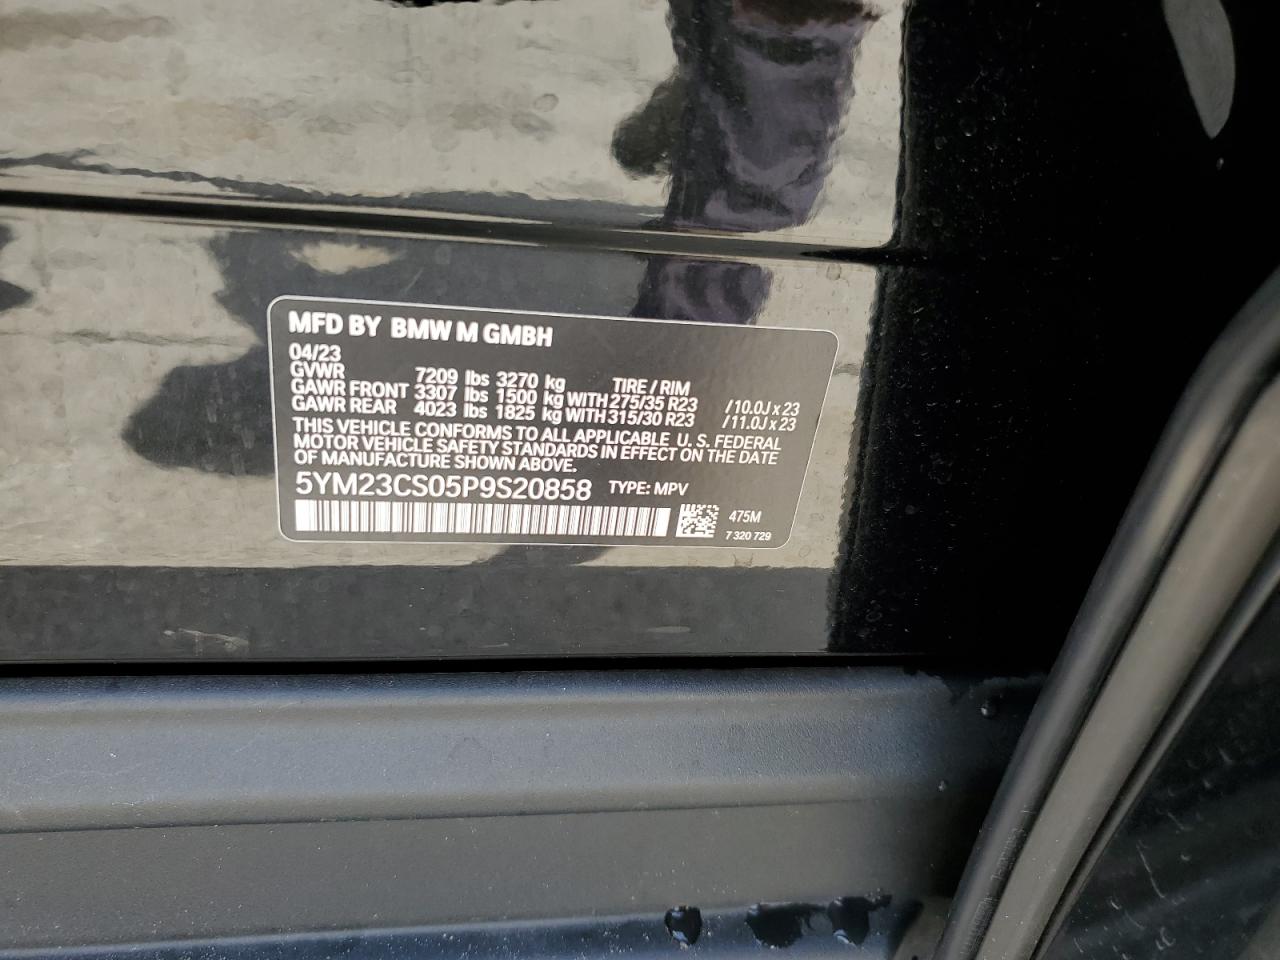 MFD BY BMW M GMBH
04/23
GVWR 7209 lbs 3270 kg TIRE / RIM
GAWR FRONT 3307 lbs 1500 kg WITH 275/35 R23 /10.0J x 23
GAWR REAR 4023 lbs 1825 kg WITH 315/30 R23 /11.0J x 23
THIS VEHICLE CONFORMS TO ALL APPLICABLE U. S. FEDERAL
MOTOR VEHICLE SAFETY STANDARDS IN EFFECT ON THE DATE
OF MANUFACTURE SHOWN ABOVE.
5YM23CS05P9S20858 TYPE: MPV
475M
7 320 729